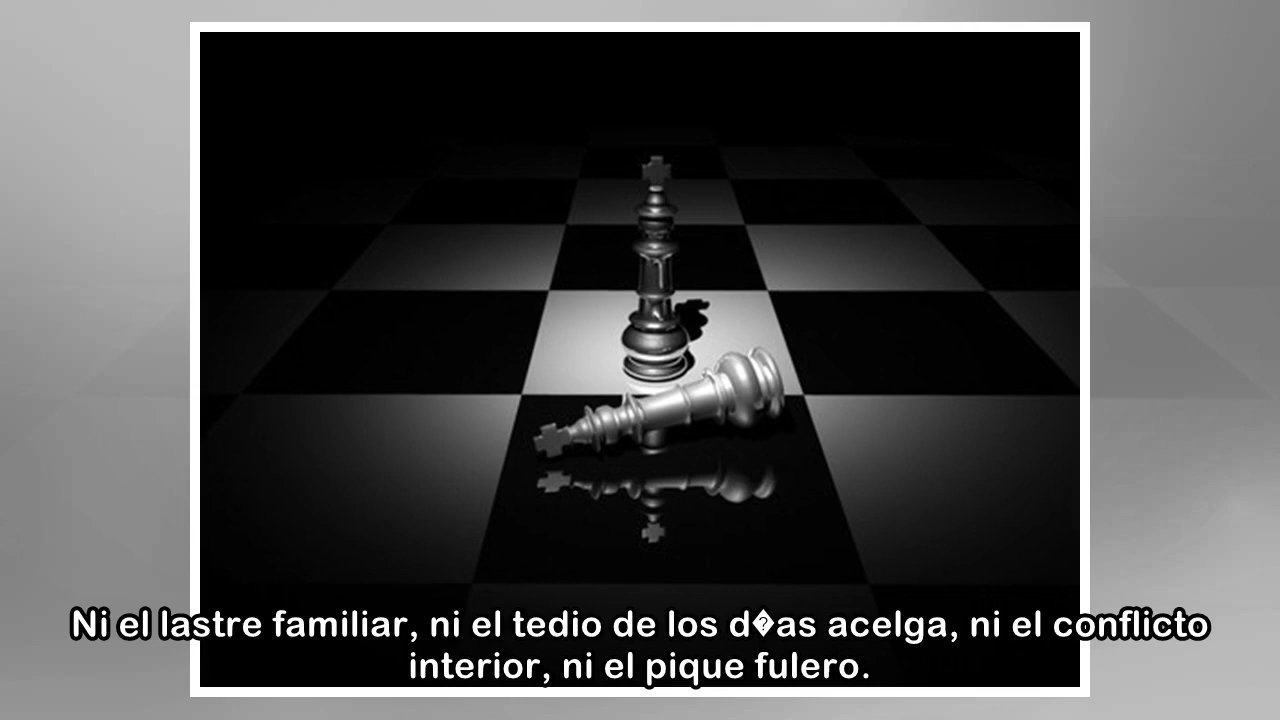 Ni el lastre familiar, ni el tedio de los d�as acelga, ni el conflicto
interior, ni el pique fulero.